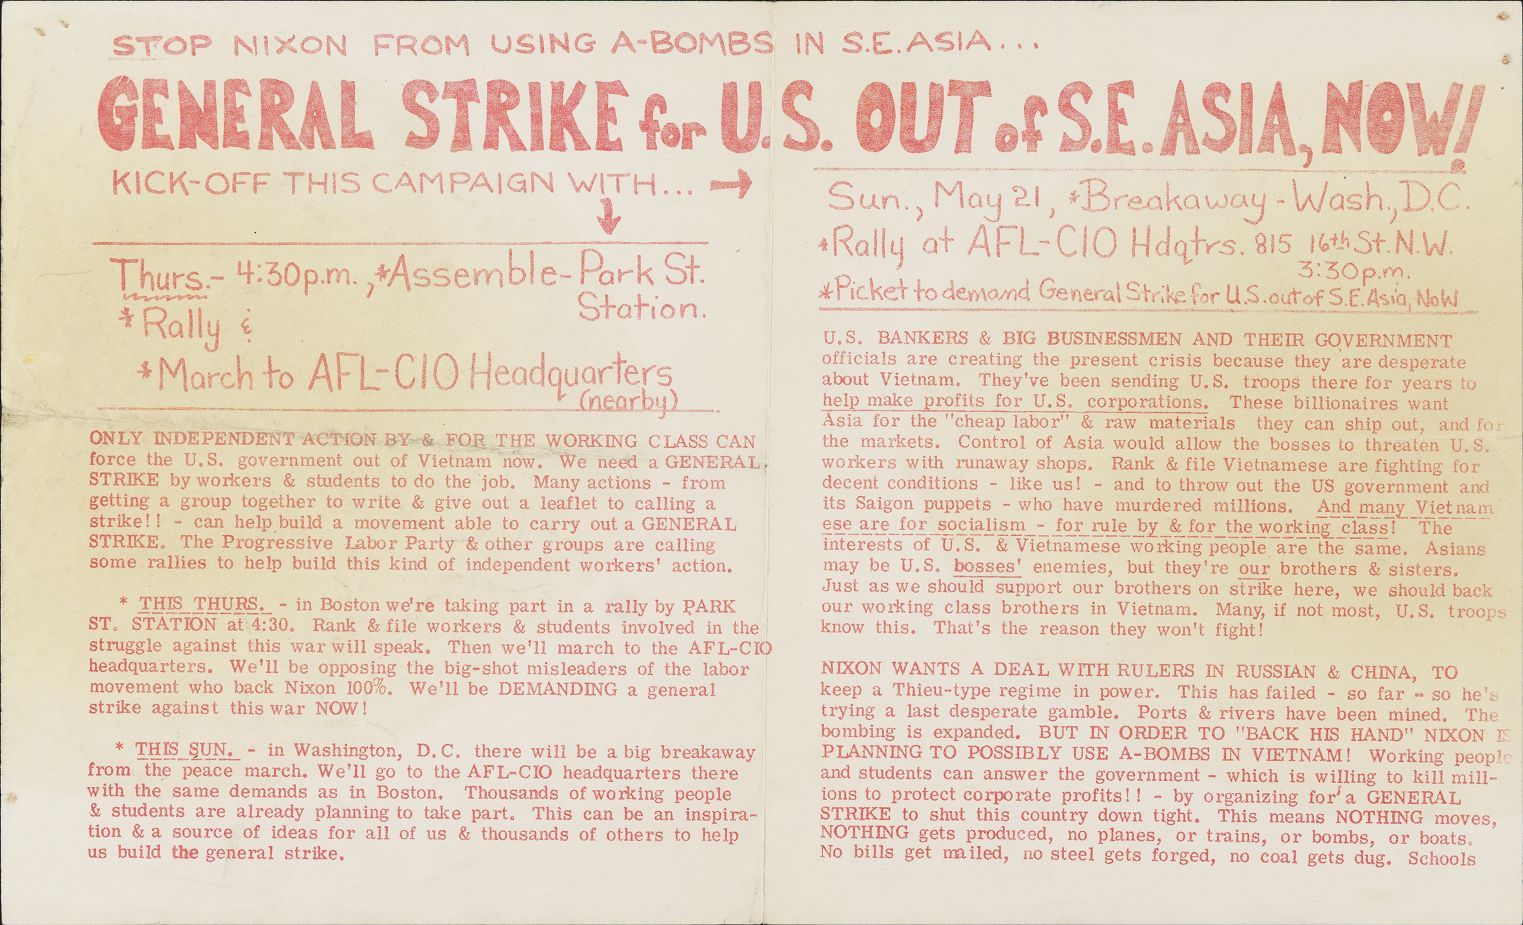 STOP NIXON FROM USING A-BOMBS IN S.E. ASIA...
GENERAL STRIKE for U.S. OUT of S.E. ASIA, NOW!
KICK-OFF THIS CAMPAIGN WITH... →
↓
Thurs.- 4:30p.m., *Assemble- Park St.
Station.
*Rally &
*March to AFL-CIO Headquarters
(nearby)
ONLY INDEPENDENT ACTION BY & FOR THE WORKING CLASS CAN
force the U.S. government out of Vietnam now. We need a GENERAL
STRIKE by workers & students to do the job. Many actions - from
getting a group together to write & give out a leaflet to calling a
strike!! - can help build a movement able to carry out a GENERAL
STRIKE. The Progressive Labor Party & other groups are calling
some rallies to help build this kind of independent workers' action.
* THIS THURS. - in Boston we're taking part in a rally by PARK
ST. STATION at 4:30. Rank & file workers & students involved in the
struggle against this war will speak. Then we'll march to the AFL-CIO
headquarters. We'll be opposing the big-shot misleaders of the labor
movement who back Nixon 100%. We'll be DEMANDING a general
strike against this war NOW!
* THIS SUN. - in Washington, D.C. there will be a big breakaway
from the peace march. We'll go to the AFL-CIO headquarters there
with the same demands as in Boston. Thousands of working people
& students are already planning to take part. This can be an inspira-
tion & a source of ideas for all of us & thousands of others to help
us build the general strike.
Sun., May 21, *Breakaway - Wash., D.C.
*Rally at AFL-CIO Hdqtrs. 815 16th St. N.W.
3:30p.m.
*Picket to demand General Strike for U.S. out of S.E. Asia, NoW
U.S. BANKERS & BIG BUSINESSMEN AND THEIR GOVERNMENT
officials are creating the present crisis because they are desperate
about Vietnam. They've been sending U.S. troops there for years to
help make profits for U.S. corporations. These billionaires want
Asia for the "cheap labor" & raw materials they can ship out, and for
the markets. Control of Asia would allow the bosses to threaten U.S.
workers with runaway shops. Rank & file Vietnamese are fighting for
decent conditions - like us! - and to throw out the US government and
its Saigon puppets - who have murdered millions. And many Vietnam
ese are for socialism - for rule by & for the working class! The
interests of U.S. & Vietnamese working people are the same. Asians
may be U.S. bosses' enemies, but they're our brothers & sisters.
Just as we should support our brothers on strike here, we should back
our working class brothers in Vietnam. Many, if not most, U.S. troops
know this. That's the reason they won't fight!
NIXON WANTS A DEAL WITH RULERS IN RUSSIAN & CHINA, TO
keep a Thieu-type regime in power. This has failed - so far - so he's
trying a last desperate gamble. Ports & rivers have been mined. The
bombing is expanded. BUT IN ORDER TO "BACK HIS HAND" NIXON IS
PLANNING TO POSSIBLY USE A-BOMBS IN VIETNAM! Working people
and students can answer the government - which is willing to kill mill-
ions to protect corporate profits!! - by organizing for a GENERAL
STRIKE to shut this country down tight. This means NOTHING moves,
NOTHING gets produced, no planes, or trains, or bombs, or boats.
No bills get mailed, no steel gets forged, no coal gets dug. Schools